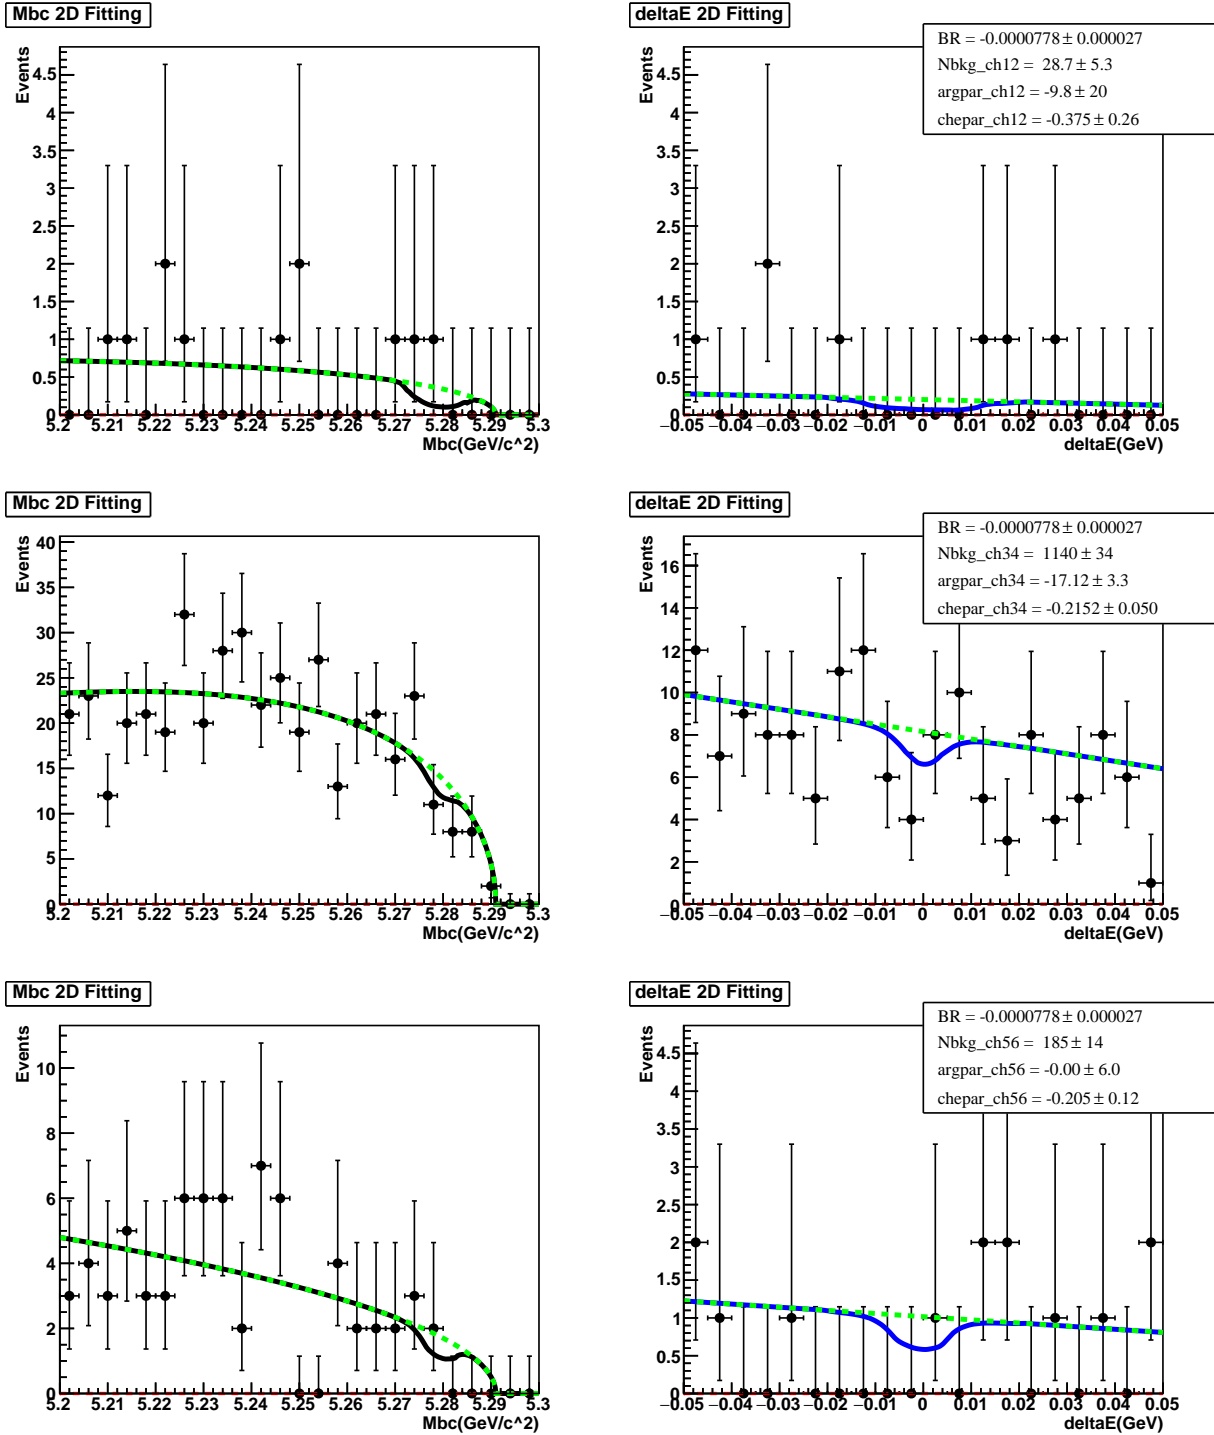 Mbc 2D Fitting
Events
4.5
4
3.5
3
2.5
2
1.5
1
0.5
0
5.2 5.21 5.22 5.23 5.24 5.25 5.26 5.27 5.28 5.29 5.3
Mbc(GeV/c^2)
deltaE 2D Fitting
BR = -0.0000778 ± 0.000027
Nbkg_ch12 = 28.7 ± 5.3
argpar_ch12 = -9.8 ± 20
chepar_ch12 = -0.375 ± 0.26
Events
4.5
4
3.5
3
2.5
2
1.5
1
0.5
0
−0.05 −0.04 −0.03 −0.02 −0.01 0 0.01 0.02 0.03 0.04 0.05
deltaE(GeV)
Mbc 2D Fitting
Events
40
35
30
25
20
15
10
5
0
5.2 5.21 5.22 5.23 5.24 5.25 5.26 5.27 5.28 5.29 5.3
Mbc(GeV/c^2)
deltaE 2D Fitting
BR = -0.0000778 ± 0.000027
Nbkg_ch34 = 1140 ± 34
argpar_ch34 = -17.12 ± 3.3
chepar_ch34 = -0.2152 ± 0.050
Events
16
14
12
10
8
6
4
2
0
−0.05 −0.04 −0.03 −0.02 −0.01 0 0.01 0.02 0.03 0.04 0.05
deltaE(GeV)
Mbc 2D Fitting
Events
10
8
6
4
2
0
5.2 5.21 5.22 5.23 5.24 5.25 5.26 5.27 5.28 5.29 5.3
Mbc(GeV/c^2)
deltaE 2D Fitting
BR = -0.0000778 ± 0.000027
Nbkg_ch56 = 185 ± 14
argpar_ch56 = -0.00 ± 6.0
chepar_ch56 = -0.205 ± 0.12
Events
4.5
4
3.5
3
2.5
2
1.5
1
0.5
0
−0.05 −0.04 −0.03 −0.02 −0.01 0 0.01 0.02 0.03 0.04 0.05
deltaE(GeV)